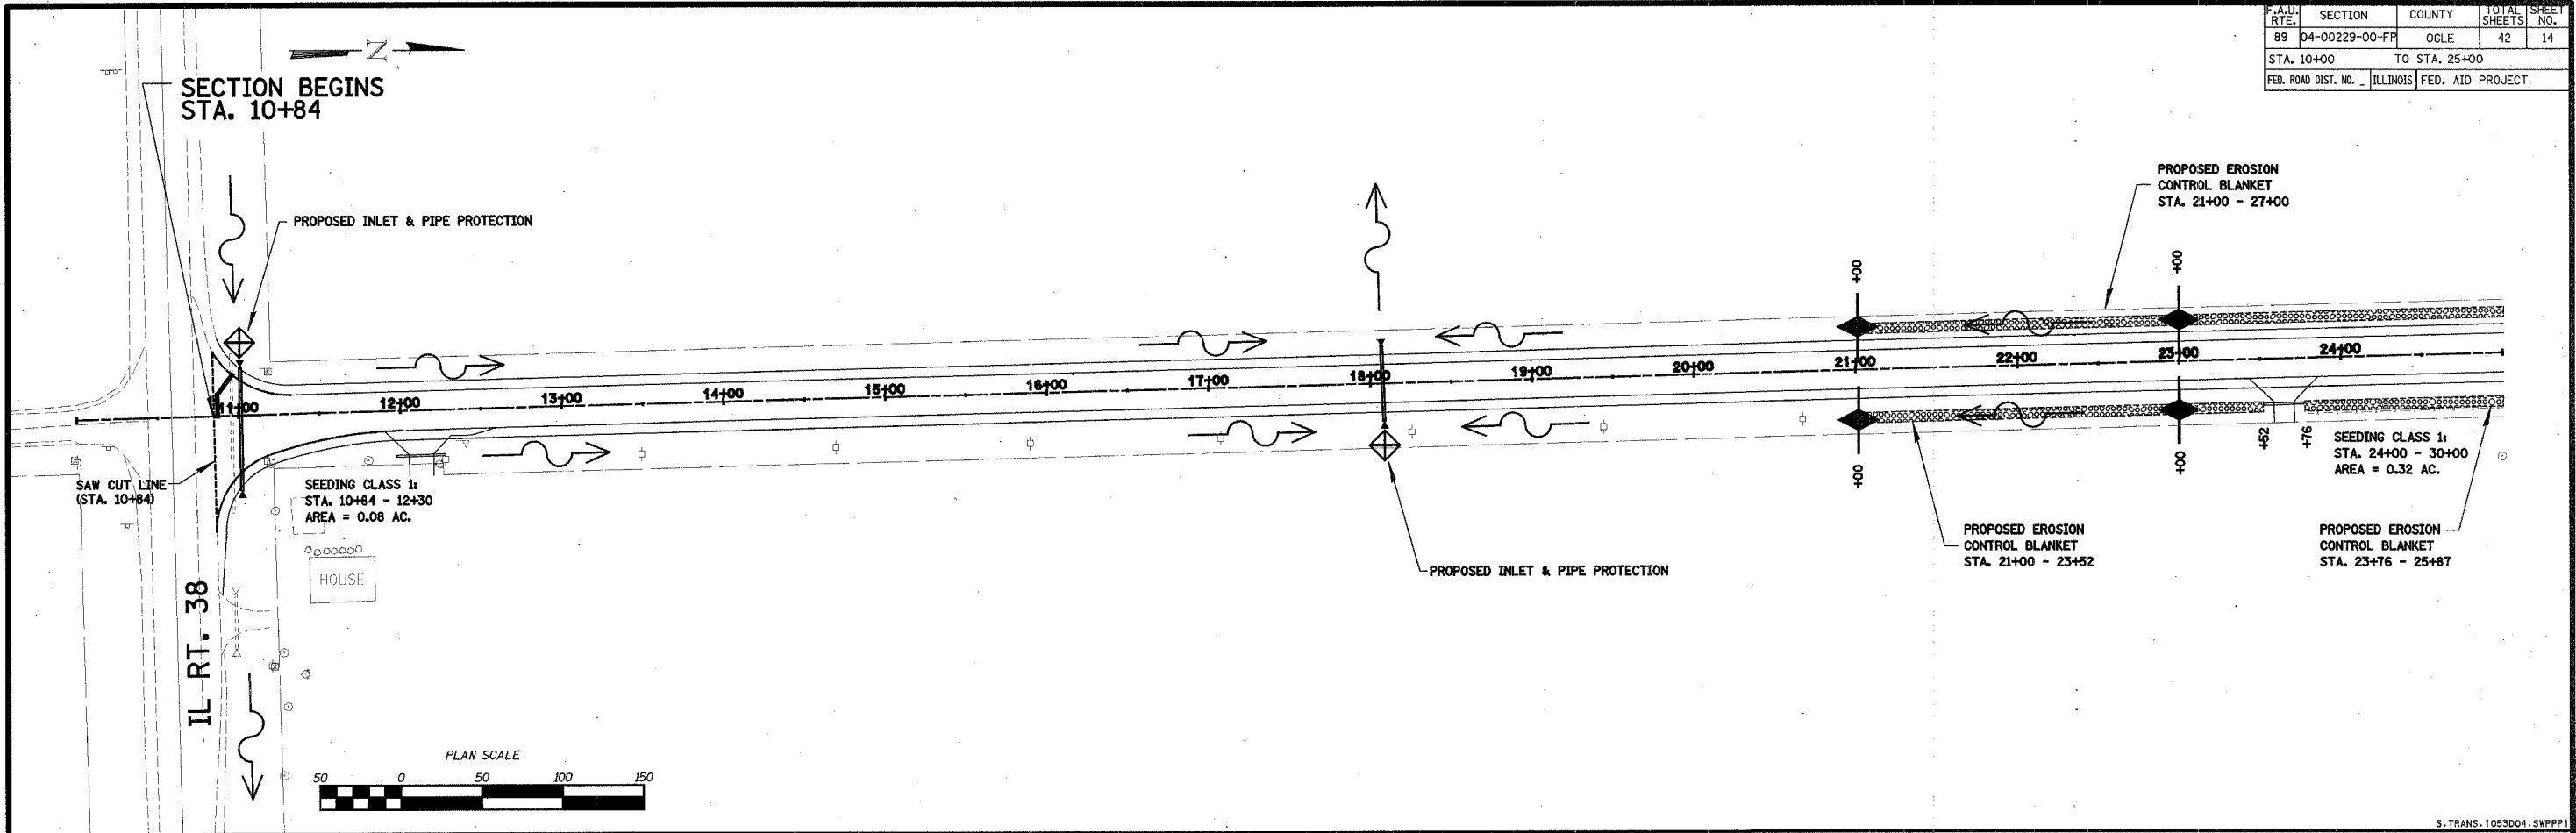 F.A.U. RTE. SECTION COUNTY TOTAL SHEETS SHEET NO.
89 04-00229-00-FP OGLE 42 14
STA. 10+00 TO STA. 25+00
FED. ROAD DIST. NO. _ ILLINOIS FED. AID PROJECT
N
SECTION BEGINS
STA. 10+84
PROPOSED INLET & PIPE PROTECTION
PROPOSED EROSION
CONTROL BLANKET
STA. 21+00 - 27+00
+00
+00
11+00
12+00
13+00
14+00
15+00
16+00
17+00
18+00
19+00
20+00
21+00
22+00
23+00
24+00
+00
+00
+52
+76
SAW CUT LINE
(STA. 10+84)
SEEDING CLASS 1:
STA. 10+84 - 12+30
AREA = 0.08 AC.
SEEDING CLASS 1:
STA. 24+00 - 30+00
AREA = 0.32 AC.
HOUSE
PROPOSED INLET & PIPE PROTECTION
PROPOSED EROSION
CONTROL BLANKET
STA. 21+00 - 23+52
PROPOSED EROSION
CONTROL BLANKET
STA. 23+76 - 25+87
IL RT. 38
PLAN SCALE
50 0 50 100 150
S.TRANS.1053D04.SWPPP1